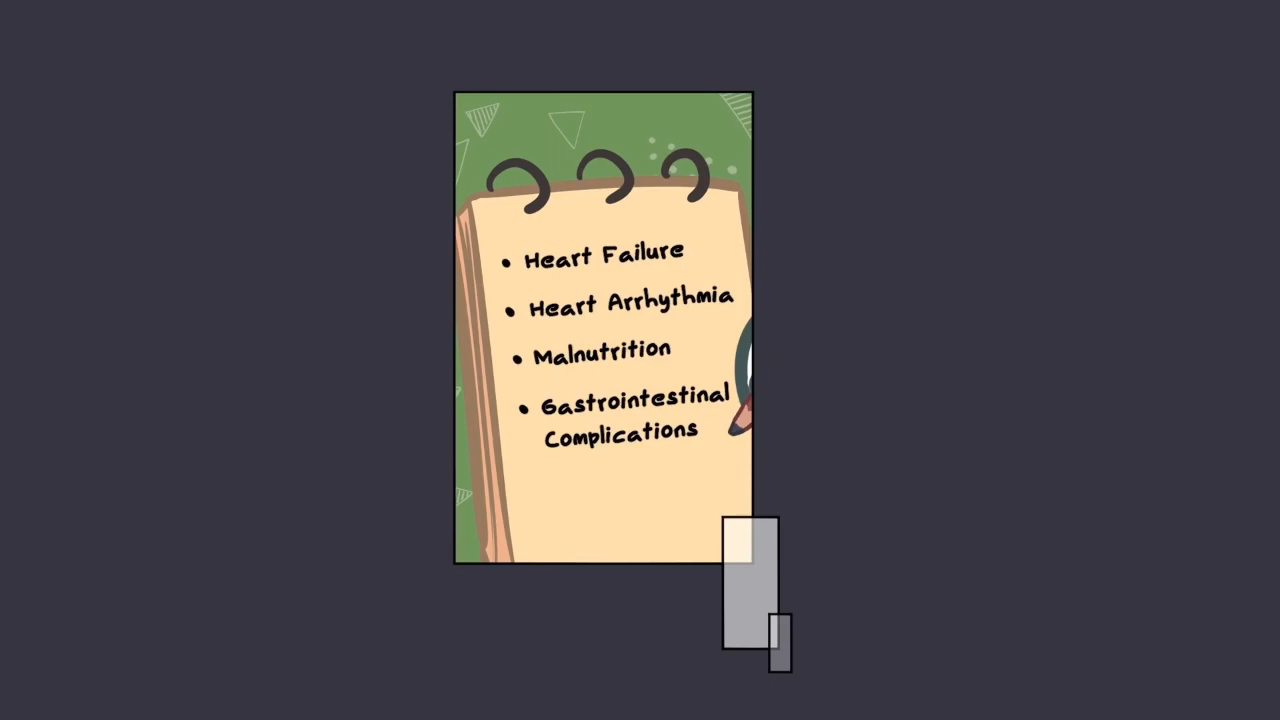 • Heart Failure
• Heart Arrhythmia
• Malnutrition
• Gastrointestinal
Complications